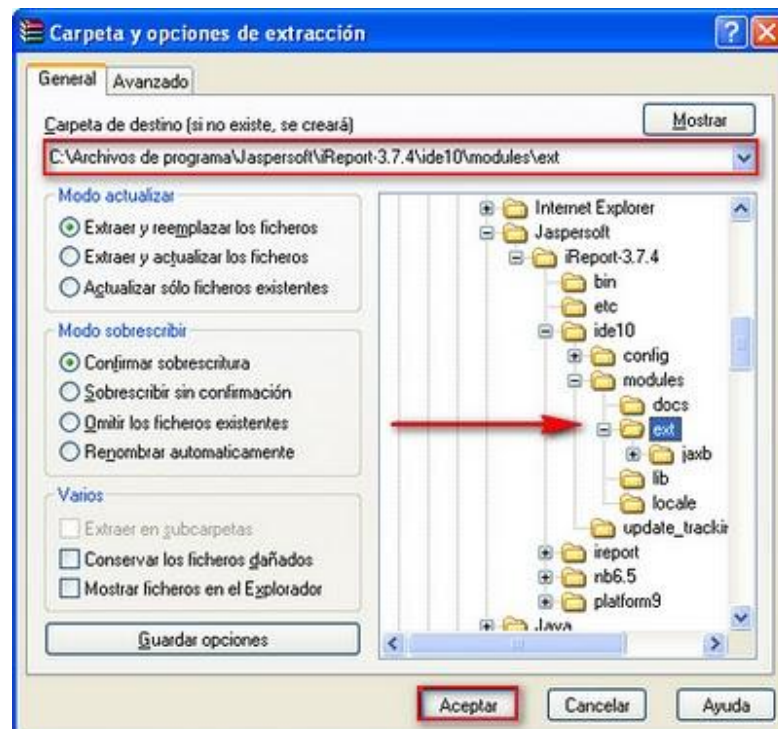 Carpeta y opciones de extracción
General
Avanzado
Carpeta de destino (si no existe, se creará)
Mostrar
C:\Archivos de programa\Jaspersoft\iReport-3.7.4\ide10\modules\ext
Modo actualizar
Extraer y reemplazar los ficheros
Extraer y actualizar los ficheros
Actualizar sólo ficheros existentes
Modo sobrescribir
Confirmar sobrescritura
Sobrescribir sin confirmación
Omitir los ficheros existentes
Renombrar automaticamente
Varios
Extraer en subcarpetas
Conservar los ficheros dañados
Mostrar ficheros en el Explorador
Guardar opciones
Internet Explorer
Jaspersoft
iReport-3.7.4
bin
etc
ide10
config
modules
docs
ext
jaxb
lib
locale
update_trackin
ireport
nb6.5
platform9
Java
Aceptar
Cancelar
Ayuda